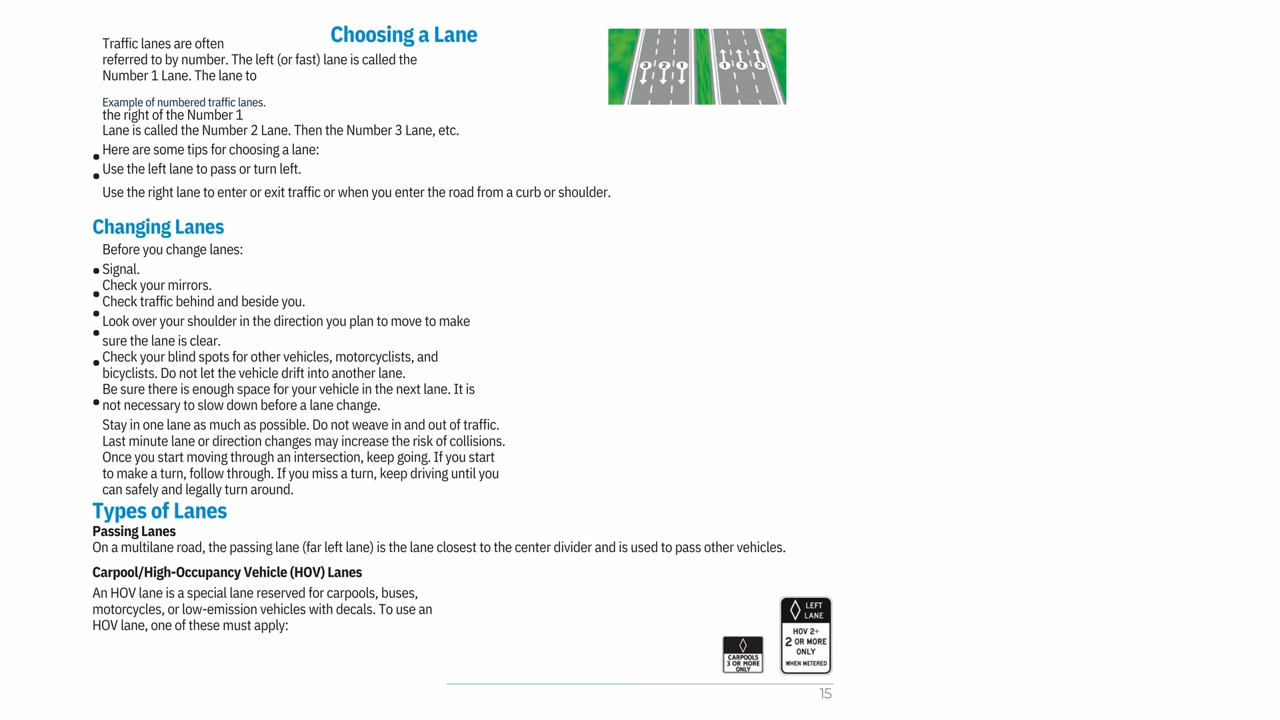 Choosing a Lane
Traffic lanes are often
referred to by number. The left (or fast) lane is called the
Number 1 Lane. The lane to
3 2 1 1 2 3
Example of numbered traffic lanes.
the right of the Number 1
Lane is called the Number 2 Lane. Then the Number 3 Lane, etc.
Here are some tips for choosing a lane:
• Use the left lane to pass or turn left.
• Use the right lane to enter or exit traffic or when you enter the road from a curb or shoulder.
Changing Lanes
Before you change lanes:
• Signal.
Check your mirrors.
• Check traffic behind and beside you.
• Look over your shoulder in the direction you plan to move to make
• sure the lane is clear.
• Check your blind spots for other vehicles, motorcyclists, and
bicyclists. Do not let the vehicle drift into another lane.
Be sure there is enough space for your vehicle in the next lane. It is
• not necessary to slow down before a lane change.
Stay in one lane as much as possible. Do not weave in and out of traffic.
Last minute lane or direction changes may increase the risk of collisions.
Once you start moving through an intersection, keep going. If you start
to make a turn, follow through. If you miss a turn, keep driving until you
can safely and legally turn around.
Types of Lanes
Passing Lanes
On a multilane road, the passing lane (far left lane) is the lane closest to the center divider and is used to pass other vehicles.
Carpool/High-Occupancy Vehicle (HOV) Lanes
An HOV lane is a special lane reserved for carpools, buses,
motorcycles, or low-emission vehicles with decals. To use an
HOV lane, one of these must apply:
CARPOOLS
3 OR MORE
ONLY
LEFT
LANE
HOV 2+
2 OR MORE
ONLY
WHEN METERED
15